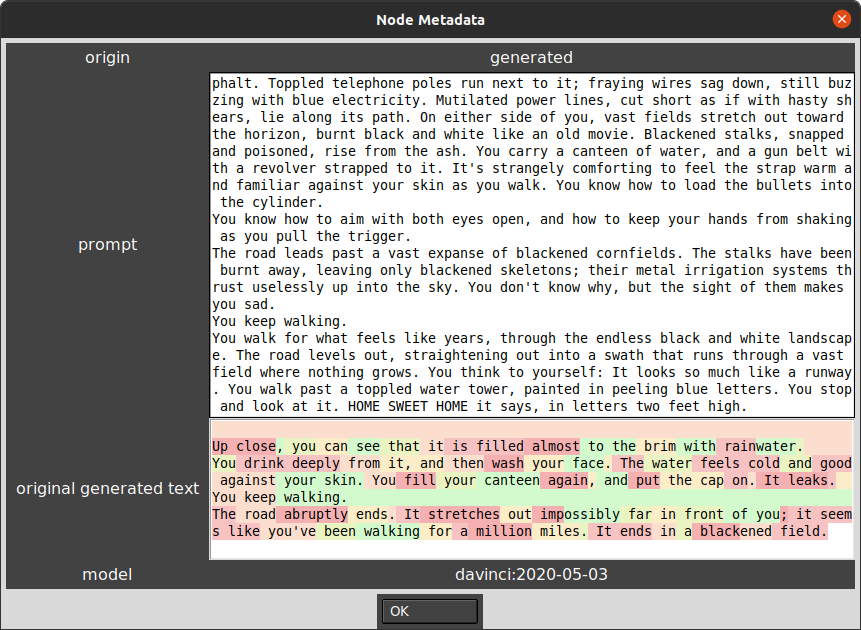 Node Metadata
origin
generated
prompt
phalt. Toppled telephone poles run next to it; fraying wires sag down, still buz
zing with blue electricity. Mutilated power lines, cut short as if with hasty sh
ears, lie along its path. On either side of you, vast fields stretch out toward
the horizon, burnt black and white like an old movie. Blackened stalks, snapped
and poisoned, rise from the ash. You carry a canteen of water, and a gun belt wi
th a revolver strapped to it. It's strangely comforting to feel the strap warm a
nd familiar against your skin as you walk. You know how to load the bullets into
 the cylinder.
You know how to aim with both eyes open, and how to keep your hands from shaking
 as you pull the trigger.
The road leads past a vast expanse of blackened cornfields. The stalks have been
 burnt away, leaving only blackened skeletons; their metal irrigation systems th
rust uselessly up into the sky. You don't know why, but the sight of them makes
you sad.
You keep walking.
You walk for what feels like years, through the endless black and white landscap
e. The road levels out, straightening out into a swath that runs through a vast
field where nothing grows. You think to yourself: It looks so much like a runway
. You walk past a toppled water tower, painted in peeling blue letters. You stop
 and look at it. HOME SWEET HOME it says, in letters two feet high.
original generated text
Up close, you can see that it is filled almost to the brim with rainwater.
You drink deeply from it, and then wash your face. The water feels cold and good
 against your skin. You fill your canteen again, and put the cap on. It leaks.
You keep walking.
The road abruptly ends. It stretches out impossibly far in front of you; it seem
s like you've been walking for a million miles. It ends in a blackened field.
model
davinci:2020-05-03
OK